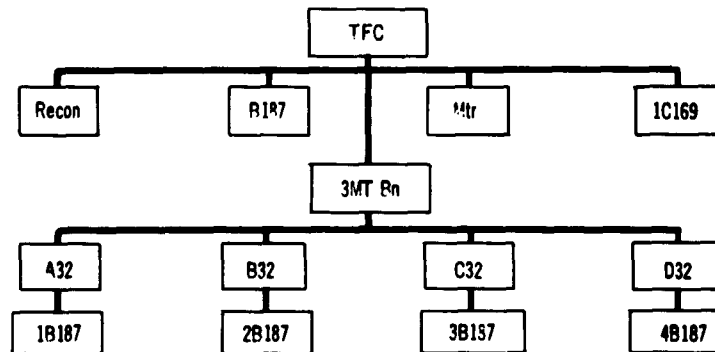 TFC
Recon B187 Mtr 1C169
3MT Bn
A32 B32 C32 D32
1B187 2B187 3B157 4B187